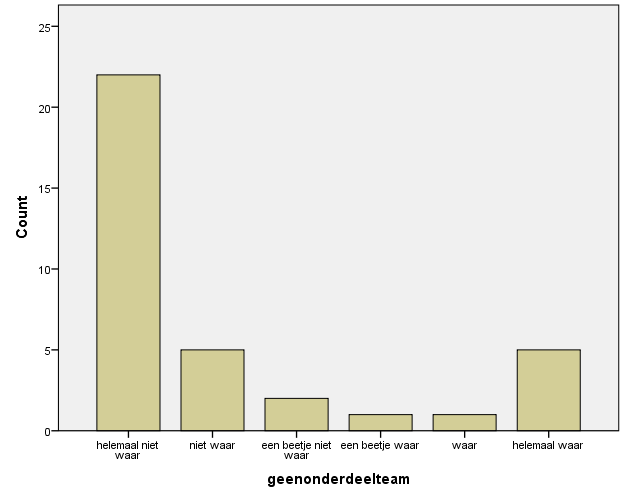 25
20
15
10
5
0
Count
helemaal niet
waar
niet waar
een beetje niet
waar
een beetje waar
waar
helemaal waar
geenonderdeelteam